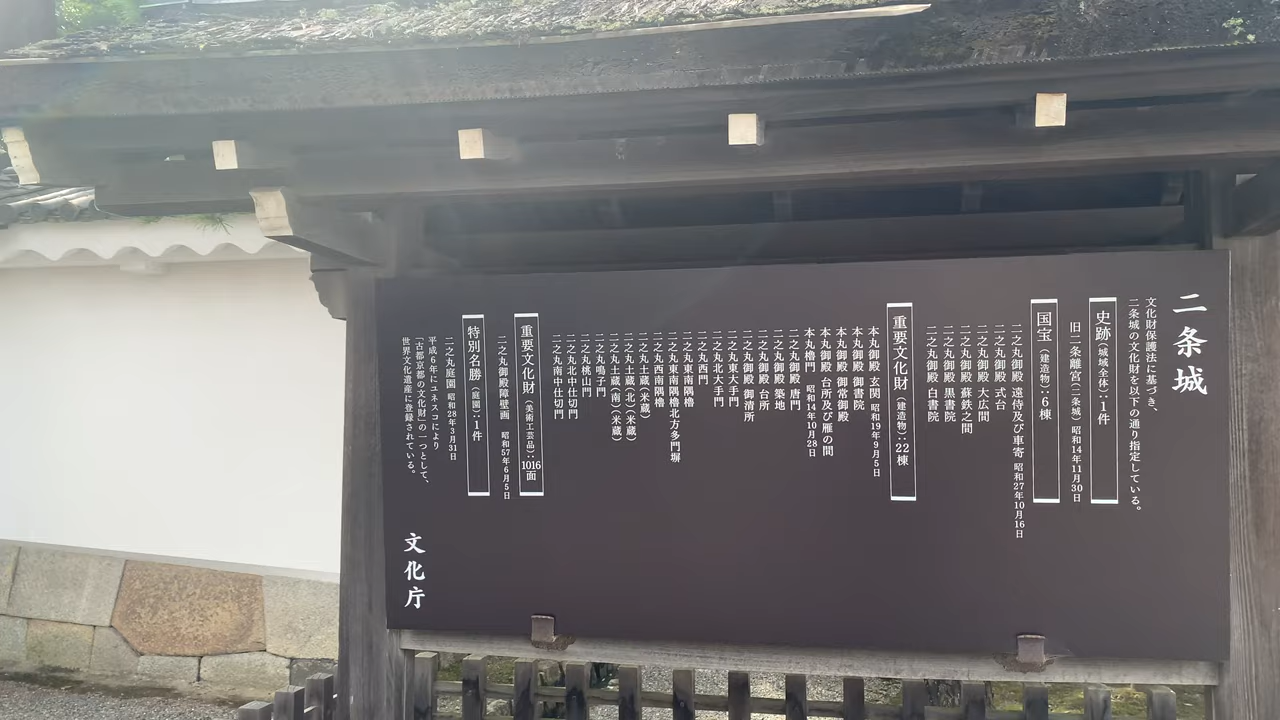 二条城
文化財保護法に基づき、
二条城の文化財を以下の通り指定している。
史跡(城域全体):1件
旧二条離宮(二条城) 昭和14年11月30日
国宝(建造物):6棟
二之丸御殿 遠侍及び車寄 昭和27年10月16日
二之丸御殿 式台
二之丸御殿 大広間
二之丸御殿 蘇鉄之間
二之丸御殿 黒書院
二之丸御殿 白書院
重要文化財(建造物):22棟
本丸御殿 玄関 昭和19年9月5日
本丸御殿 御書院
本丸御殿 御常御殿
本丸御殿 台所及び雁の間
本丸櫓門 昭和14年10月28日
二之丸御殿 唐門
二之丸御殿 築地
二之丸御殿 台所
二之丸御殿 御清所
二之丸東大手門
二之丸北大手門
二之丸西門
二之丸東南隅櫓
二之丸東南隅櫓北方多門塀
二之丸西南隅櫓
二之丸土蔵(米蔵)
二之丸土蔵(北)(米蔵)
二之丸土蔵(南)(米蔵)
二之丸鳴子門
二之丸桃山門
二之丸北中仕切門
二之丸南中仕切門
重要文化財(美術工芸品):1016面
二之丸御殿障壁画 昭和57年6月5日
特別名勝(庭園):1件
二之丸庭園 昭和28年3月31日
平成6年にユネスコにより
「古都京都の文化財」の一つとして、
世界文化遺産に登録されている。
文化庁